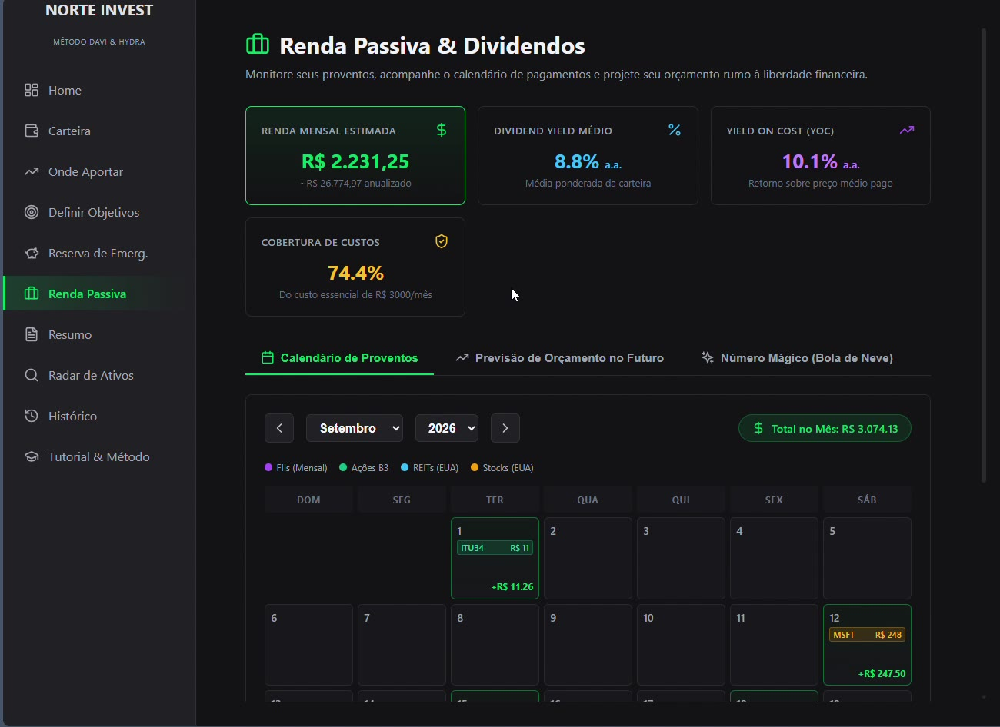 NORTE INVEST
MÉTODO DAVI & HYDRA
Home
Carteira
Onde Aportar
Definir Objetivos
Reserva de Emerg.
Renda Passiva
Resumo
Radar de Ativos
Histórico
Tutorial & Método
Renda Passiva & Dividendos
Monitore seus proventos, acompanhe o calendário de pagamentos e projete seu orçamento rumo à liberdade financeira.
RENDA MENSAL ESTIMADA
R$ 2.231,25
~R$ 26.774,97 anualizado
DIVIDEND YIELD MÉDIO
8.8% a.a.
Média ponderada da carteira
YIELD ON COST (YOC)
10.1% a.a.
Retorno sobre preço médio pago
COBERTURA DE CUSTOS
74.4%
Do custo essencial de R$ 3000/mês
Calendário de Proventos
Previsão de Orçamento no Futuro
Número Mágico (Bola de Neve)
Setembro
2026
Total no Mês: R$ 3.074,13
FIIs (Mensal)
Ações B3
REITs (EUA)
Stocks (EUA)
DOM SEG TER QUA QUI SEX SÁB
1
ITUB4 R$ 11
+R$ 11.26
2
3
4
5
6
7
8
9
10
11
12
MSFT R$ 248
+R$ 247.50